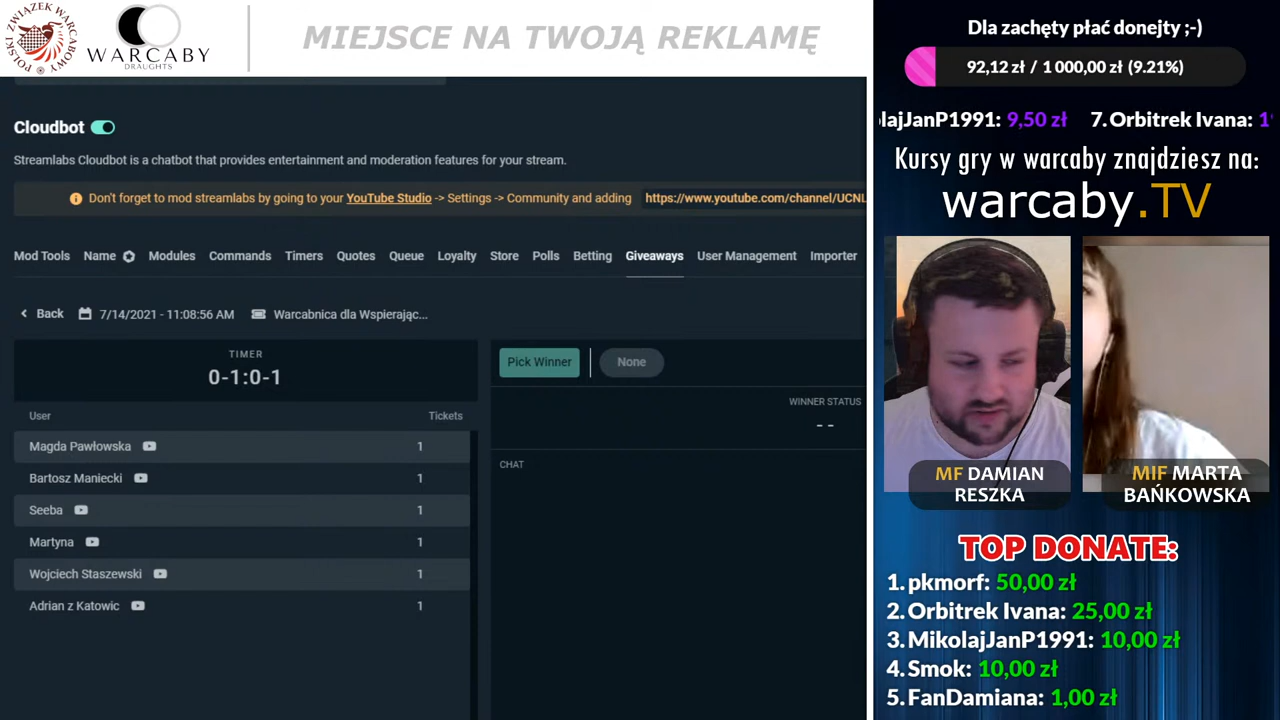 POLSKI ZWIĄZEK WARCABOWY
WARCABY
DRAUGHTS
MIEJSCE NA TWOJĄ REKLAMĘ
Cloudbot
Streamlabs Cloudbot is a chatbot that provides entertainment and moderation features for your stream.
Don't forget to mod streamlabs by going to your YouTube Studio -> Settings -> Community and adding https://www.youtube.com/channel/UCNL
Mod Tools Name Modules Commands Timers Quotes Queue Loyalty Store Polls Betting Giveaways User Management Importer
Back 7/14/2021 - 11:08:56 AM Warcabnica dla Wspierając...
TIMER
0-1:0-1
User Tickets
Magda Pawłowska 1
Bartosz Maniecki 1
Seeba 1
Martyna 1
Wojciech Staszewski 1
Adrian z Katowic 1
Pick Winner None
WINNER STATUS
--
CHAT
Dla zachęty płać donejty ;-)
92,12 zł / 1 000,00 zł (9.21%)
lajJanP1991: 9,50 zł 7. Orbitrek Ivana: 1
Kursy gry w warcaby znajdziesz na:
warcaby.TV
MF DAMIAN
RESZKA
MIF MARTA
BAŃKOWSKA
TOP DONATE:
1. pkmorf: 50,00 zł
2. Orbitrek Ivana: 25,00 zł
3. MikolajJanP1991: 10,00 zł
4. Smok: 10,00 zł
5. FanDamiana: 1,00 zł